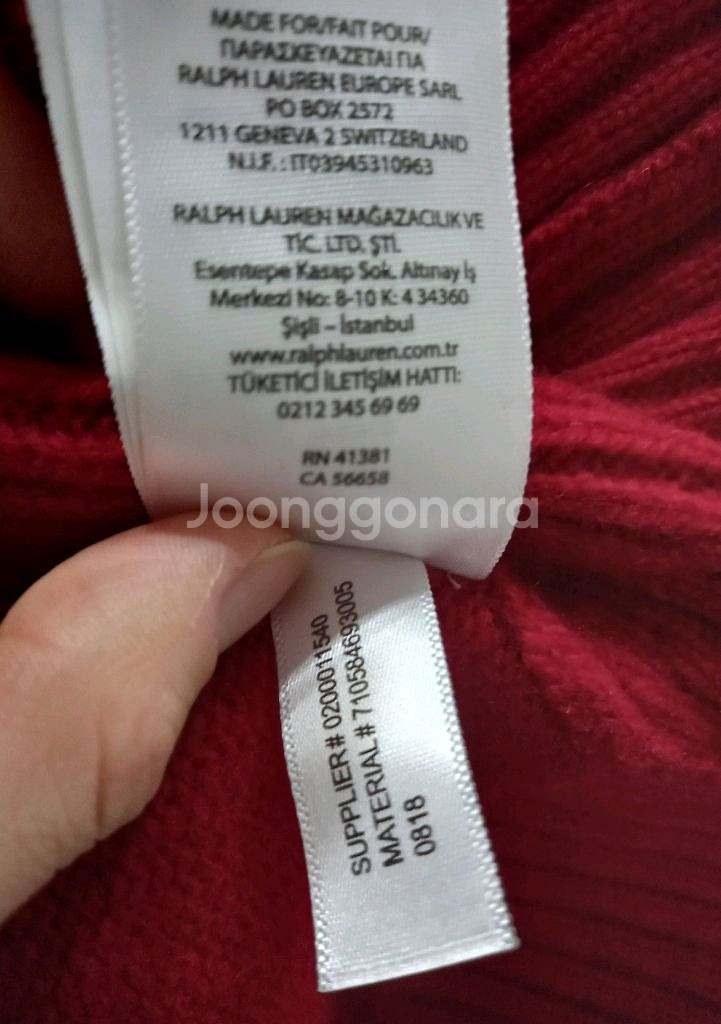 MADE FOR/FAIT POUR/
ΠΑΡΑΣΚΕΥΑΖΕΤΑΙ ΓΙΑ
RALPH LAUREN EUROPE SARL
PO BOX 2572
1211 GENEVA 2 SWITZERLAND
N.I.F. : IT03945310963
RALPH LAUREN MAĞAZACILIK VE
TİC. LTD. ŞTİ.
Esentepe Kasap Sok. Altınay İş
Merkezi No: 8-10 K: 4 34360
Şişli – İstanbul
www.ralphlauren.com.tr
TÜKETİCİ İLETİŞİM HATTI:
0212 345 69 69
RN 41381
CA 56658
Joonggonara
SUPPLIER# 0200011540
MATERIAL# 710584693005
0818